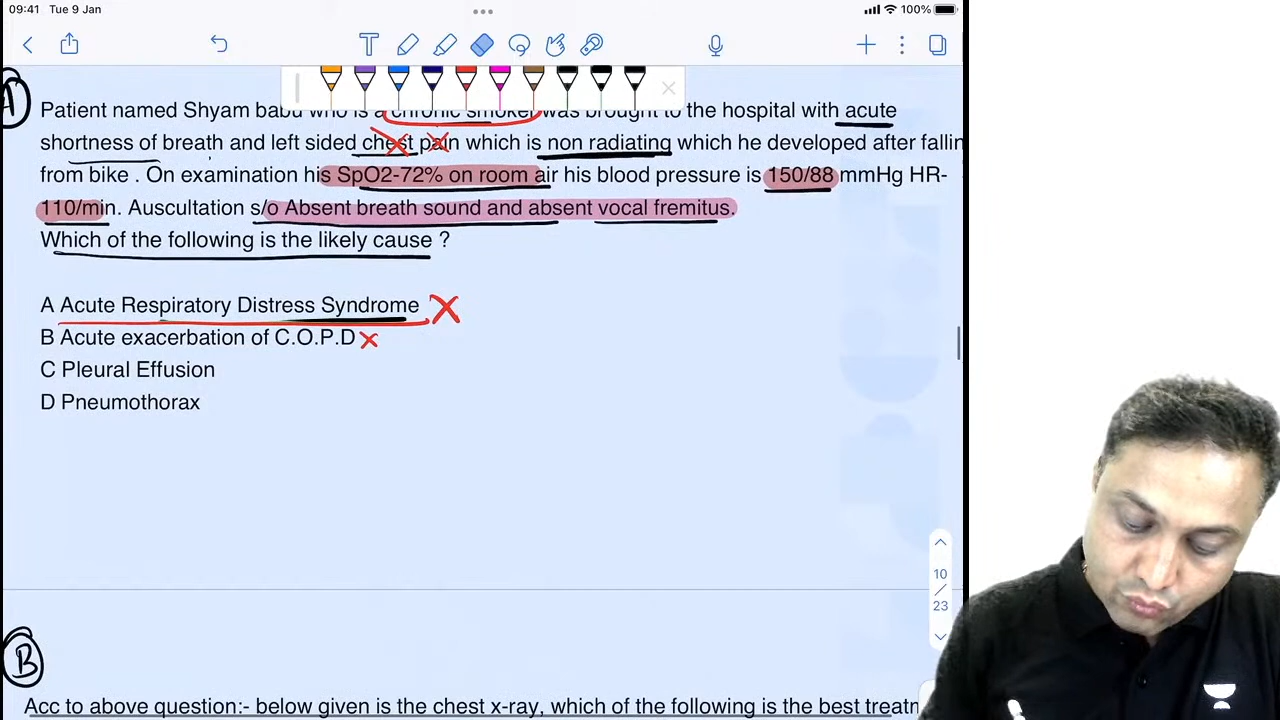 09:41 Tue 9 Jan
100%
A
Patient named Shyam babu who is a chronic smoker was brought to the hospital with acute
shortness of breath and left sided chest pain which is non radiating which he developed after fallin
from bike . On examination his SpO2-72% on room air his blood pressure is 150/88 mmHg HR-
110/min. Auscultation s/o Absent breath sound and absent vocal fremitus.
Which of the following is the likely cause ?
A Acute Respiratory Distress Syndrome
B Acute exacerbation of C.O.P.D
C Pleural Effusion
D Pneumothorax
10
/
23
B
Acc to above question:- below given is the chest x-ray, which of the following is the best treatn